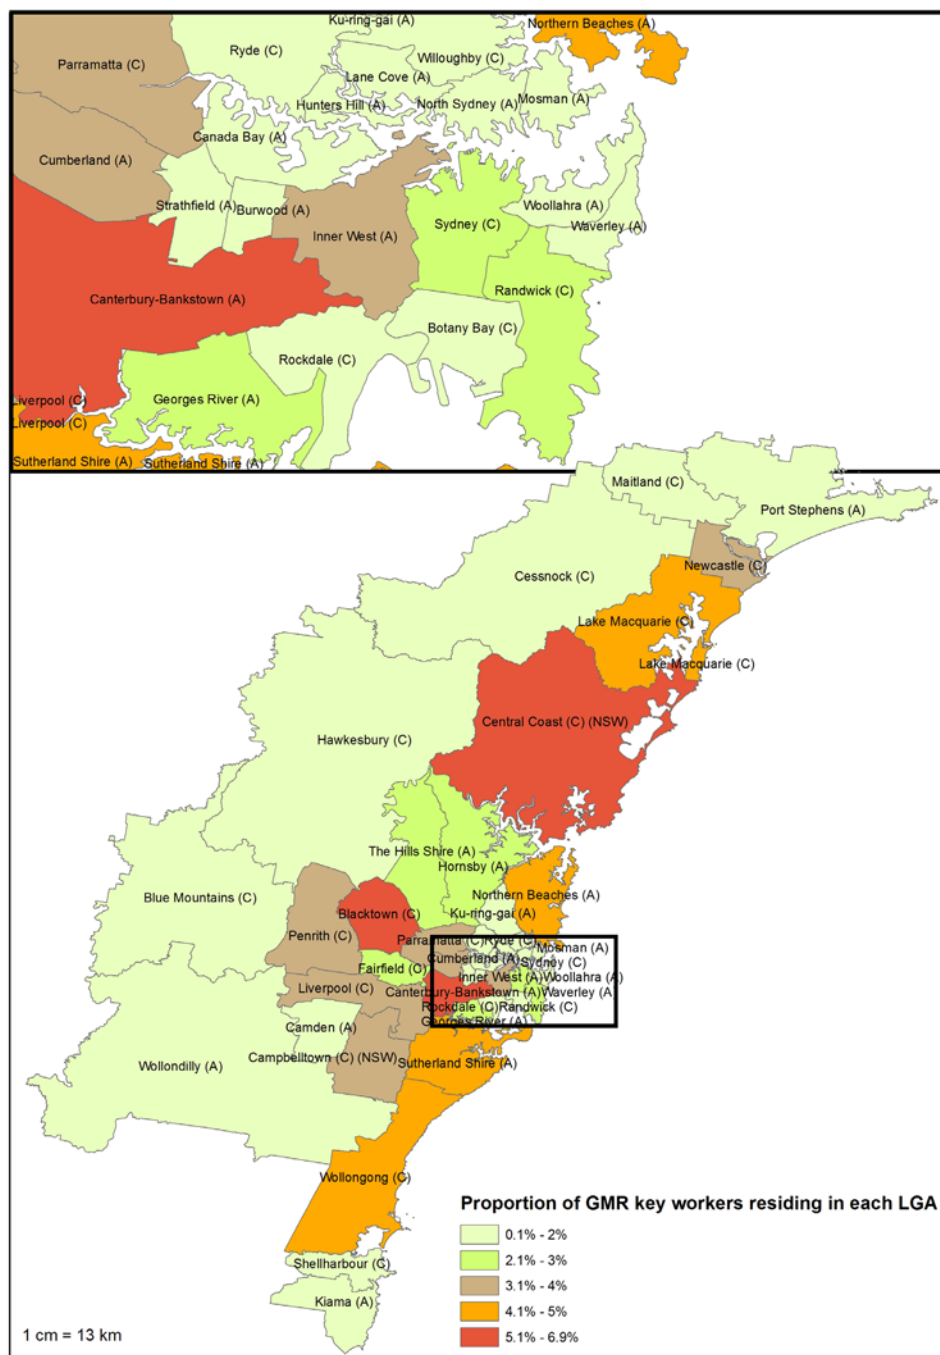 Ku-ring-gai (A)
Northern Beaches (A)
Ryde (C)
Willoughby (C)
Parramatta (C)
Lane Cove (A)
Hunters Hill (A)
North Sydney (A)
Mosman (A)
Canada Bay (A)
Cumberland (A)
Strathfield (A)
Burwood (A)
Woollahra (A)
Sydney (C)
Waverley (A)
Inner West (A)
Randwick (C)
Canterbury-Bankstown (A)
Botany Bay (C)
Rockdale (C)
Liverpool (C)
Georges River (A)
Liverpool (C)
Sutherland Shire (A)
Sutherland Shire (A)
Maitland (C)
Port Stephens (A)
Newcastle (C)
Cessnock (C)
Lake Macquarie (C)
Lake Macquarie (C)
Central Coast (C) (NSW)
Hawkesbury (C)
The Hills Shire (A)
Hornsby (A)
Northern Beaches (A)
Blue Mountains (C)
Blacktown (C)
Ku-ring-gai (A)
Penrith (C)
Parramatta (C)
Ryde (C)
Mosman (A)
Cumberland (A)
Sydney (C)
Fairfield (C)
Inner West (A)
Woollahra (A)
Liverpool (C)
Canterbury-Bankstown (A)
Waverley (A)
Rockdale (C)
Randwick (C)
Georges River (A)
Camden (A)
Campbelltown (C) (NSW)
Wollondilly (A)
Sutherland Shire (A)
Wollongong (C)
Shellharbour (C)
Kiama (A)
Proportion of GMR key workers residing in each LGA
0.1% - 2%
2.1% - 3%
3.1% - 4%
4.1% - 5%
5.1% - 6.9%
1 cm = 13 km